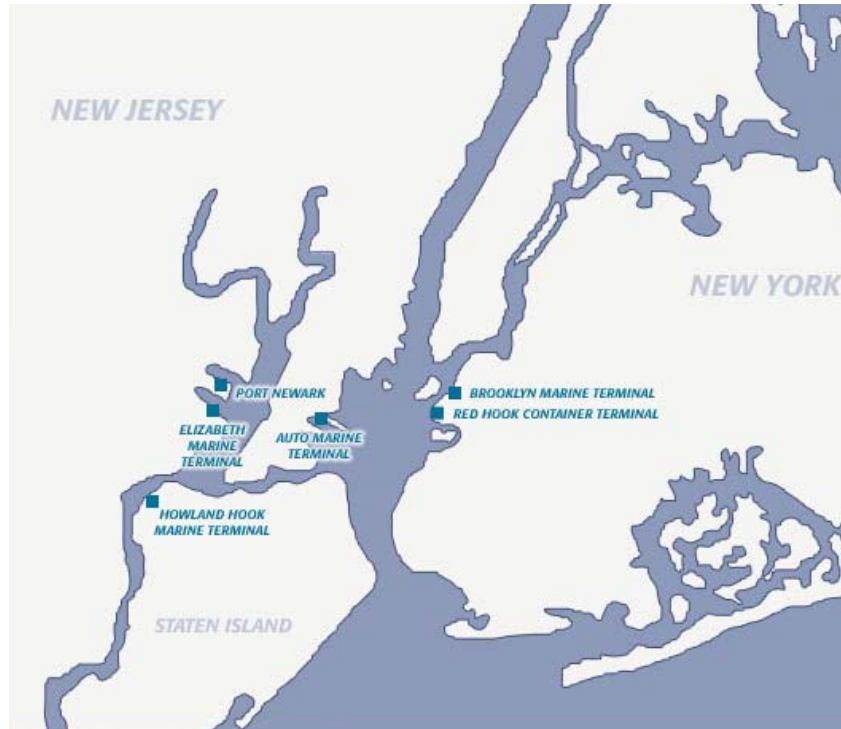 NEW JERSEY
NEW YORK
PORT NEWARK
BROOKLYN MARINE TERMINAL
RED HOOK CONTAINER TERMINAL
ELIZABETH
MARINE
TERMINAL
AUTO MARINE
TERMINAL
HOWLAND HOOK
MARINE TERMINAL
STATEN ISLAND